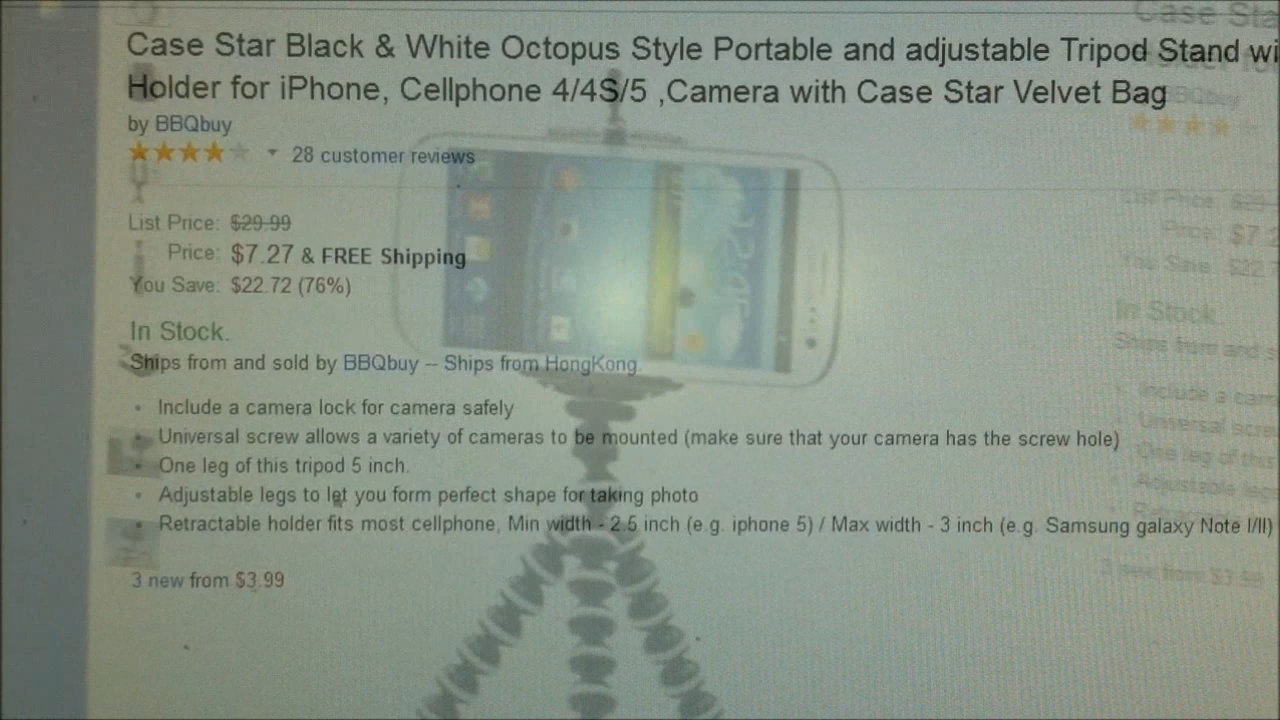 Case Star Black & White Octopus Style Portable and adjustable Tripod Stand wi
Holder for iPhone, Cellphone 4/4S/5 ,Camera with Case Star Velvet Bag
by BBQbuy
28 customer reviews
List Price: $29.99
Price: $7.27 & FREE Shipping
You Save: $22.72 (76%)
In Stock.
Ships from and sold by BBQbuy – Ships from HongKong.
Include a camera lock for camera safely
Universal screw allows a variety of cameras to be mounted (make sure that your camera has the screw hole)
One leg of this tripod 5 inch.
Adjustable legs to let you form perfect shape for taking photo
Retractable holder fits most cellphone, Min width - 2.5 inch (e.g. iphone 5) / Max width - 3 inch (e.g. Samsung galaxy Note I/II)
3 new from $3.99